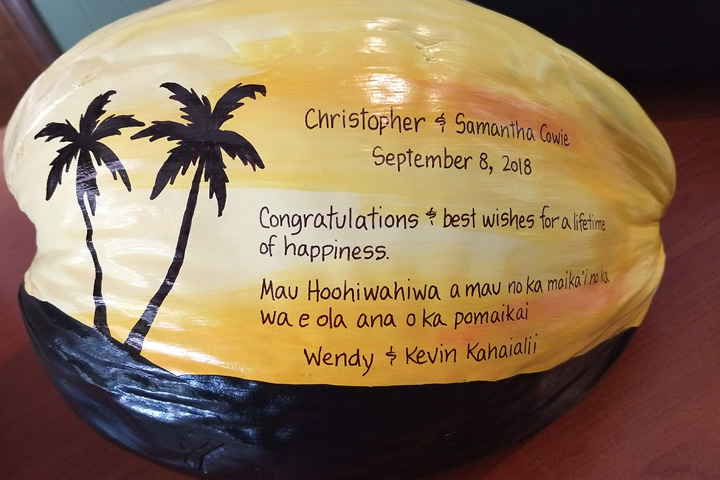 Christopher & Samantha Cowie
September 8, 2018
Congratulations & best wishes for a lifetime
of happiness.
Mau Hoohiwahiwa a mau no ka maika'i no ka
wa e ola ana o ka pomaikai
Wendy & Kevin Kahaialii